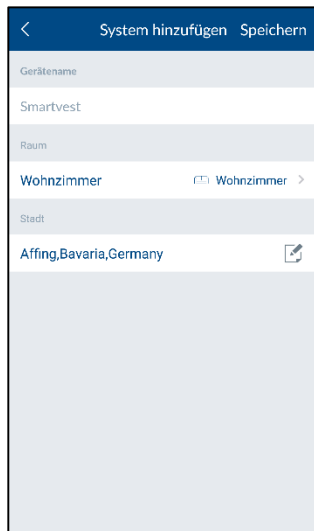 System hinzufügen Speichern
Gerätename
Smartvest
Raum
Wohnzimmer Wohnzimmer
Stadt
Affing,Bavaria,Germany